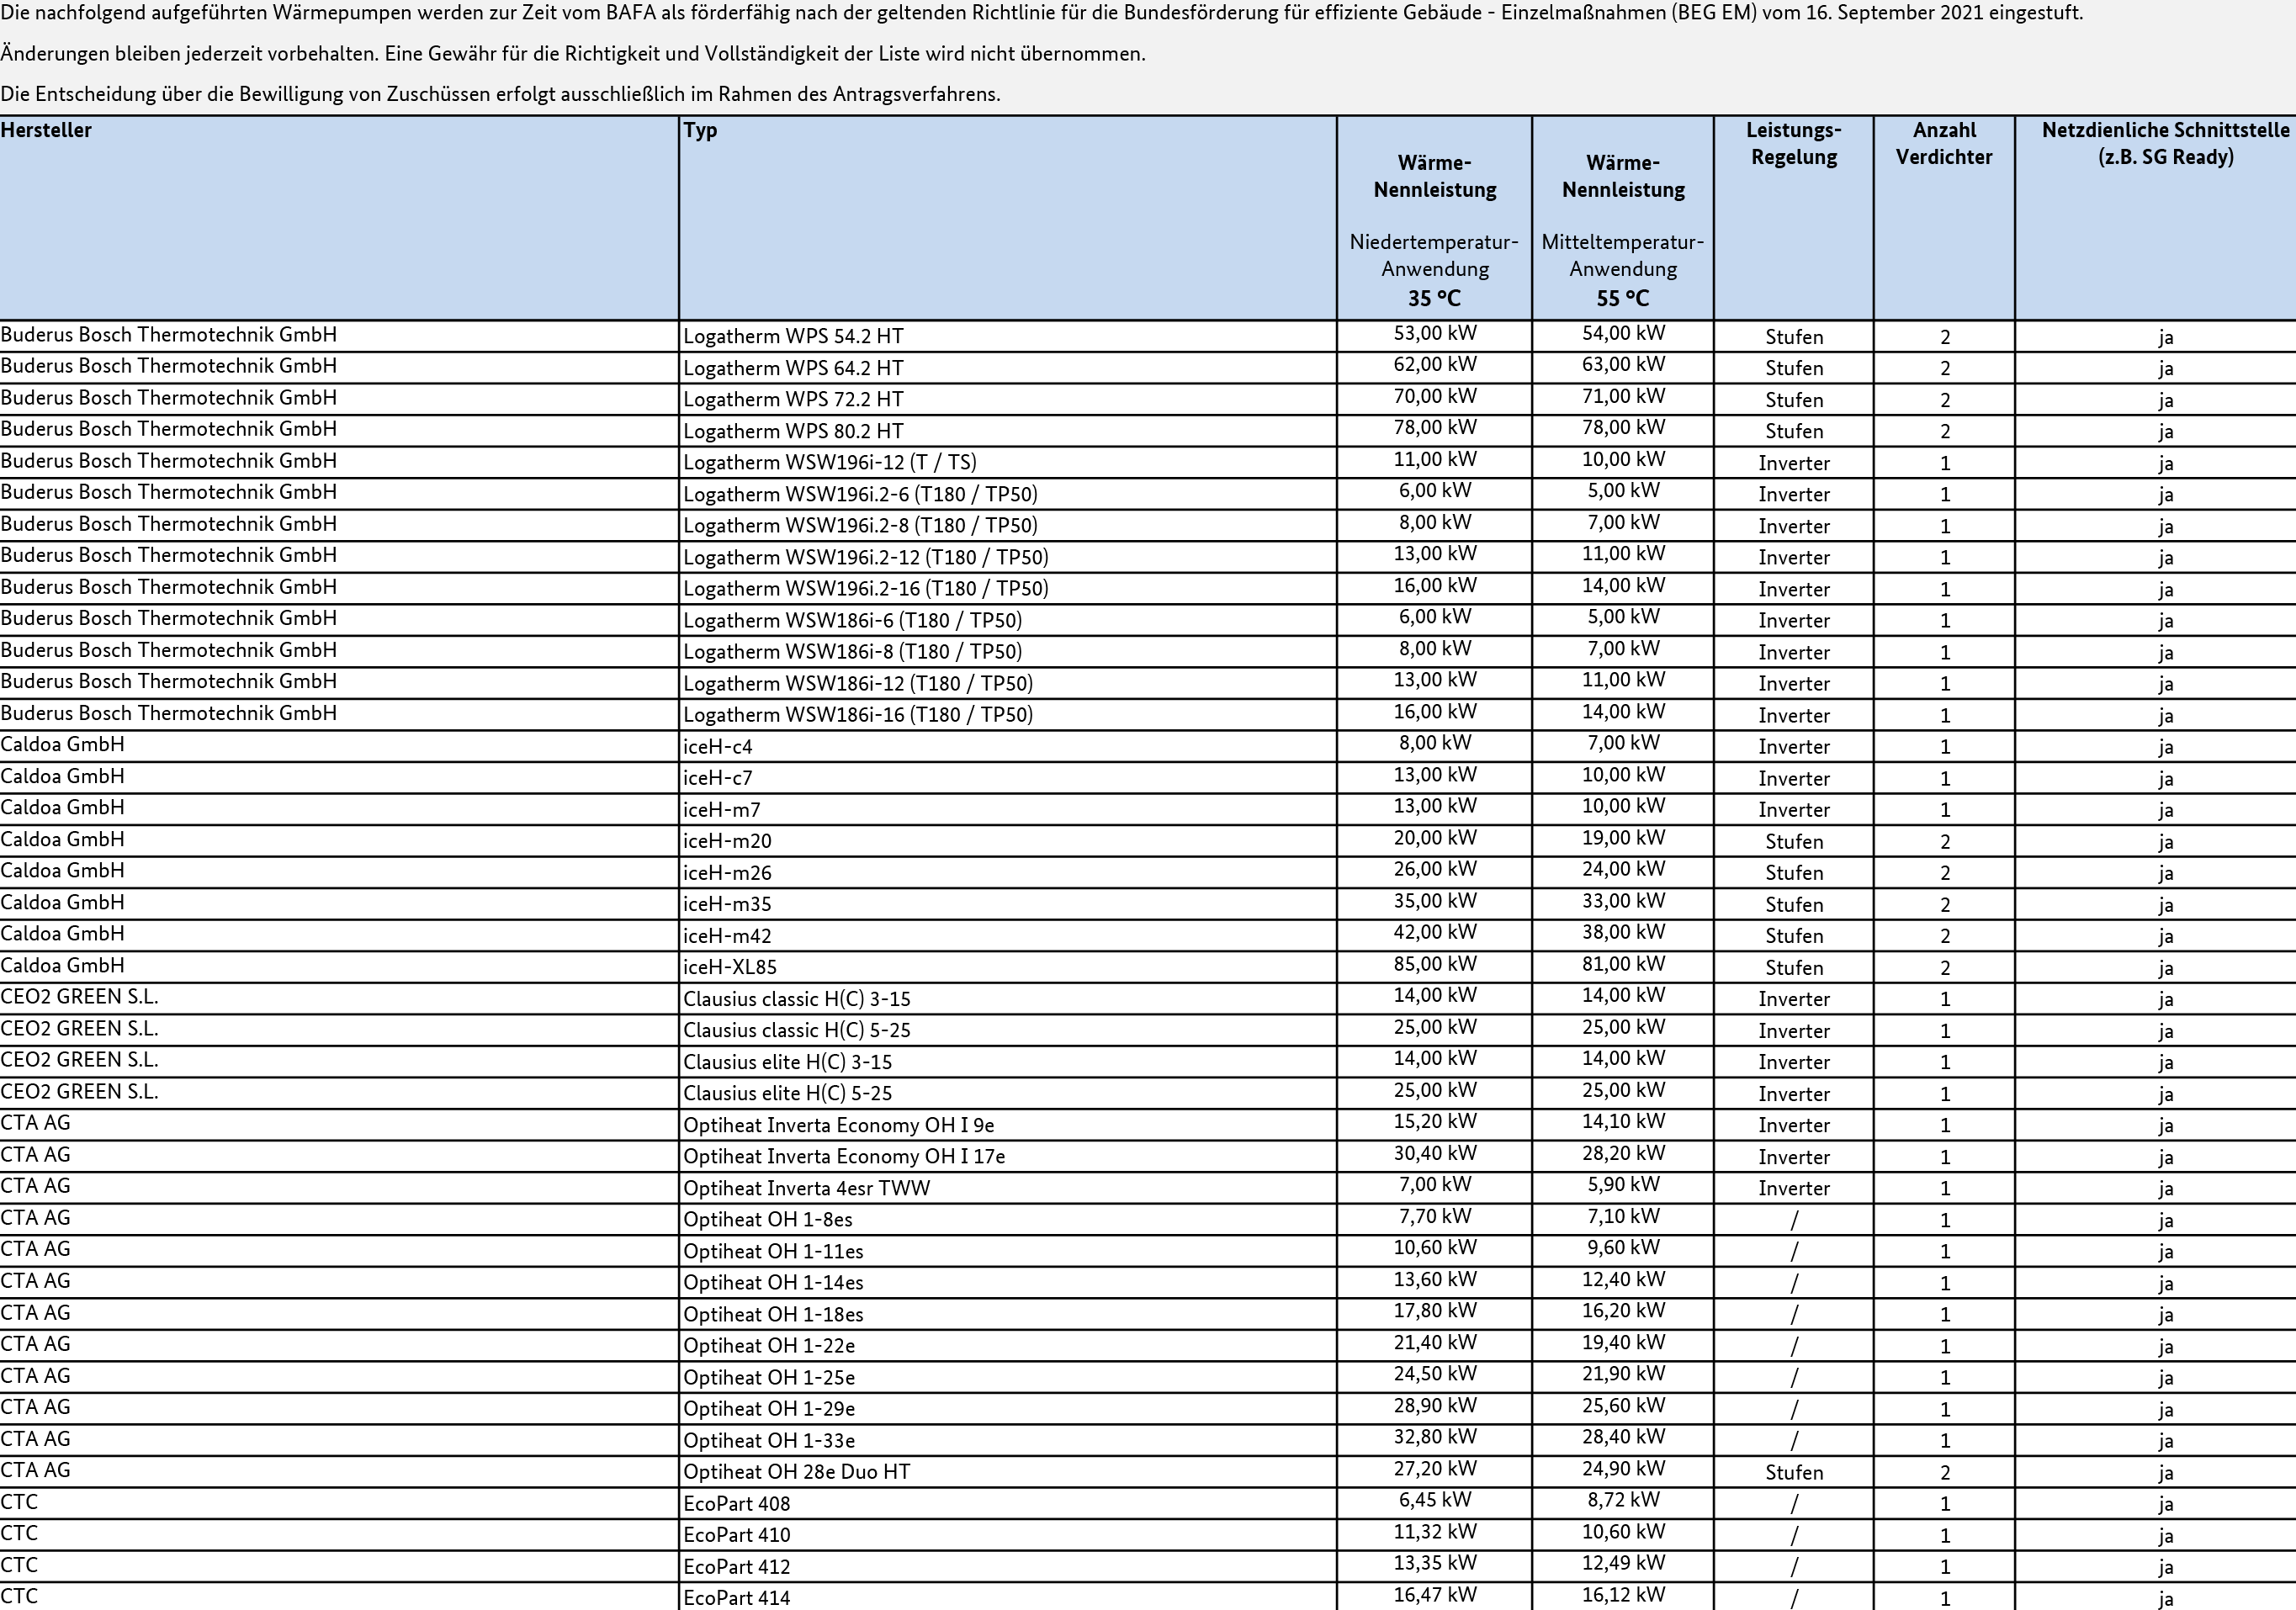 Die nachfolgend aufgeführten Wärmepumpen werden zur Zeit vom BAFA als förderfähig nach der geltenden Richtlinie für die Bundesförderung für effiziente Gebäude - Einzelmaßnahmen (BEG EM) vom 16. September 2021 eingestuft.
Änderungen bleiben jederzeit vorbehalten. Eine Gewähr für die Richtigkeit und Vollständigkeit der Liste wird nicht übernommen.
Die Entscheidung über die Bewilligung von Zuschüssen erfolgt ausschließlich im Rahmen des Antragsverfahrens.
Hersteller Typ Wärme-Nennleistung Niedertemperatur-Anwendung 35 °C Wärme-Nennleistung Mitteltemperatur-Anwendung 55 °C Leistungs-Regelung Anzahl Verdichter Netzdienliche Schnittstelle (z.B. SG Ready)
Buderus Bosch Thermotechnik GmbH Logatherm WPS 54.2 HT 53,00 kW 54,00 kW Stufen 2 ja
Buderus Bosch Thermotechnik GmbH Logatherm WPS 64.2 HT 62,00 kW 63,00 kW Stufen 2 ja
Buderus Bosch Thermotechnik GmbH Logatherm WPS 72.2 HT 70,00 kW 71,00 kW Stufen 2 ja
Buderus Bosch Thermotechnik GmbH Logatherm WPS 80.2 HT 78,00 kW 78,00 kW Stufen 2 ja
Buderus Bosch Thermotechnik GmbH Logatherm WSW196i-12 (T / TS) 11,00 kW 10,00 kW Inverter 1 ja
Buderus Bosch Thermotechnik GmbH Logatherm WSW196i.2-6 (T180 / TP50) 6,00 kW 5,00 kW Inverter 1 ja
Buderus Bosch Thermotechnik GmbH Logatherm WSW196i.2-8 (T180 / TP50) 8,00 kW 7,00 kW Inverter 1 ja
Buderus Bosch Thermotechnik GmbH Logatherm WSW196i.2-12 (T180 / TP50) 13,00 kW 11,00 kW Inverter 1 ja
Buderus Bosch Thermotechnik GmbH Logatherm WSW196i.2-16 (T180 / TP50) 16,00 kW 14,00 kW Inverter 1 ja
Buderus Bosch Thermotechnik GmbH Logatherm WSW186i-6 (T180 / TP50) 6,00 kW 5,00 kW Inverter 1 ja
Buderus Bosch Thermotechnik GmbH Logatherm WSW186i-8 (T180 / TP50) 8,00 kW 7,00 kW Inverter 1 ja
Buderus Bosch Thermotechnik GmbH Logatherm WSW186i-12 (T180 / TP50) 13,00 kW 11,00 kW Inverter 1 ja
Buderus Bosch Thermotechnik GmbH Logatherm WSW186i-16 (T180 / TP50) 16,00 kW 14,00 kW Inverter 1 ja
Caldoa GmbH iceH-c4 8,00 kW 7,00 kW Inverter 1 ja
Caldoa GmbH iceH-c7 13,00 kW 10,00 kW Inverter 1 ja
Caldoa GmbH iceH-m7 13,00 kW 10,00 kW Inverter 1 ja
Caldoa GmbH iceH-m20 20,00 kW 19,00 kW Stufen 2 ja
Caldoa GmbH iceH-m26 26,00 kW 24,00 kW Stufen 2 ja
Caldoa GmbH iceH-m35 35,00 kW 33,00 kW Stufen 2 ja
Caldoa GmbH iceH-m42 42,00 kW 38,00 kW Stufen 2 ja
Caldoa GmbH iceH-XL85 85,00 kW 81,00 kW Stufen 2 ja
CEO2 GREEN S.L. Clausius classic H(C) 3-15 14,00 kW 14,00 kW Inverter 1 ja
CEO2 GREEN S.L. Clausius classic H(C) 5-25 25,00 kW 25,00 kW Inverter 1 ja
CEO2 GREEN S.L. Clausius elite H(C) 3-15 14,00 kW 14,00 kW Inverter 1 ja
CEO2 GREEN S.L. Clausius elite H(C) 5-25 25,00 kW 25,00 kW Inverter 1 ja
CTA AG Optiheat Inverta Economy OH I 9e 15,20 kW 14,10 kW Inverter 1 ja
CTA AG Optiheat Inverta Economy OH I 17e 30,40 kW 28,20 kW Inverter 1 ja
CTA AG Optiheat Inverta 4esr TWW 7,00 kW 5,90 kW Inverter 1 ja
CTA AG Optiheat OH 1-8es 7,70 kW 7,10 kW / 1 ja
CTA AG Optiheat OH 1-11es 10,60 kW 9,60 kW / 1 ja
CTA AG Optiheat OH 1-14es 13,60 kW 12,40 kW / 1 ja
CTA AG Optiheat OH 1-18es 17,80 kW 16,20 kW / 1 ja
CTA AG Optiheat OH 1-22e 21,40 kW 19,40 kW / 1 ja
CTA AG Optiheat OH 1-25e 24,50 kW 21,90 kW / 1 ja
CTA AG Optiheat OH 1-29e 28,90 kW 25,60 kW / 1 ja
CTA AG Optiheat OH 1-33e 32,80 kW 28,40 kW / 1 ja
CTA AG Optiheat OH 28e Duo HT 27,20 kW 24,90 kW Stufen 2 ja
CTC EcoPart 408 6,45 kW 8,72 kW / 1 ja
CTC EcoPart 410 11,32 kW 10,60 kW / 1 ja
CTC EcoPart 412 13,35 kW 12,49 kW / 1 ja
CTC EcoPart 414 16,47 kW 16,12 kW / 1 ja